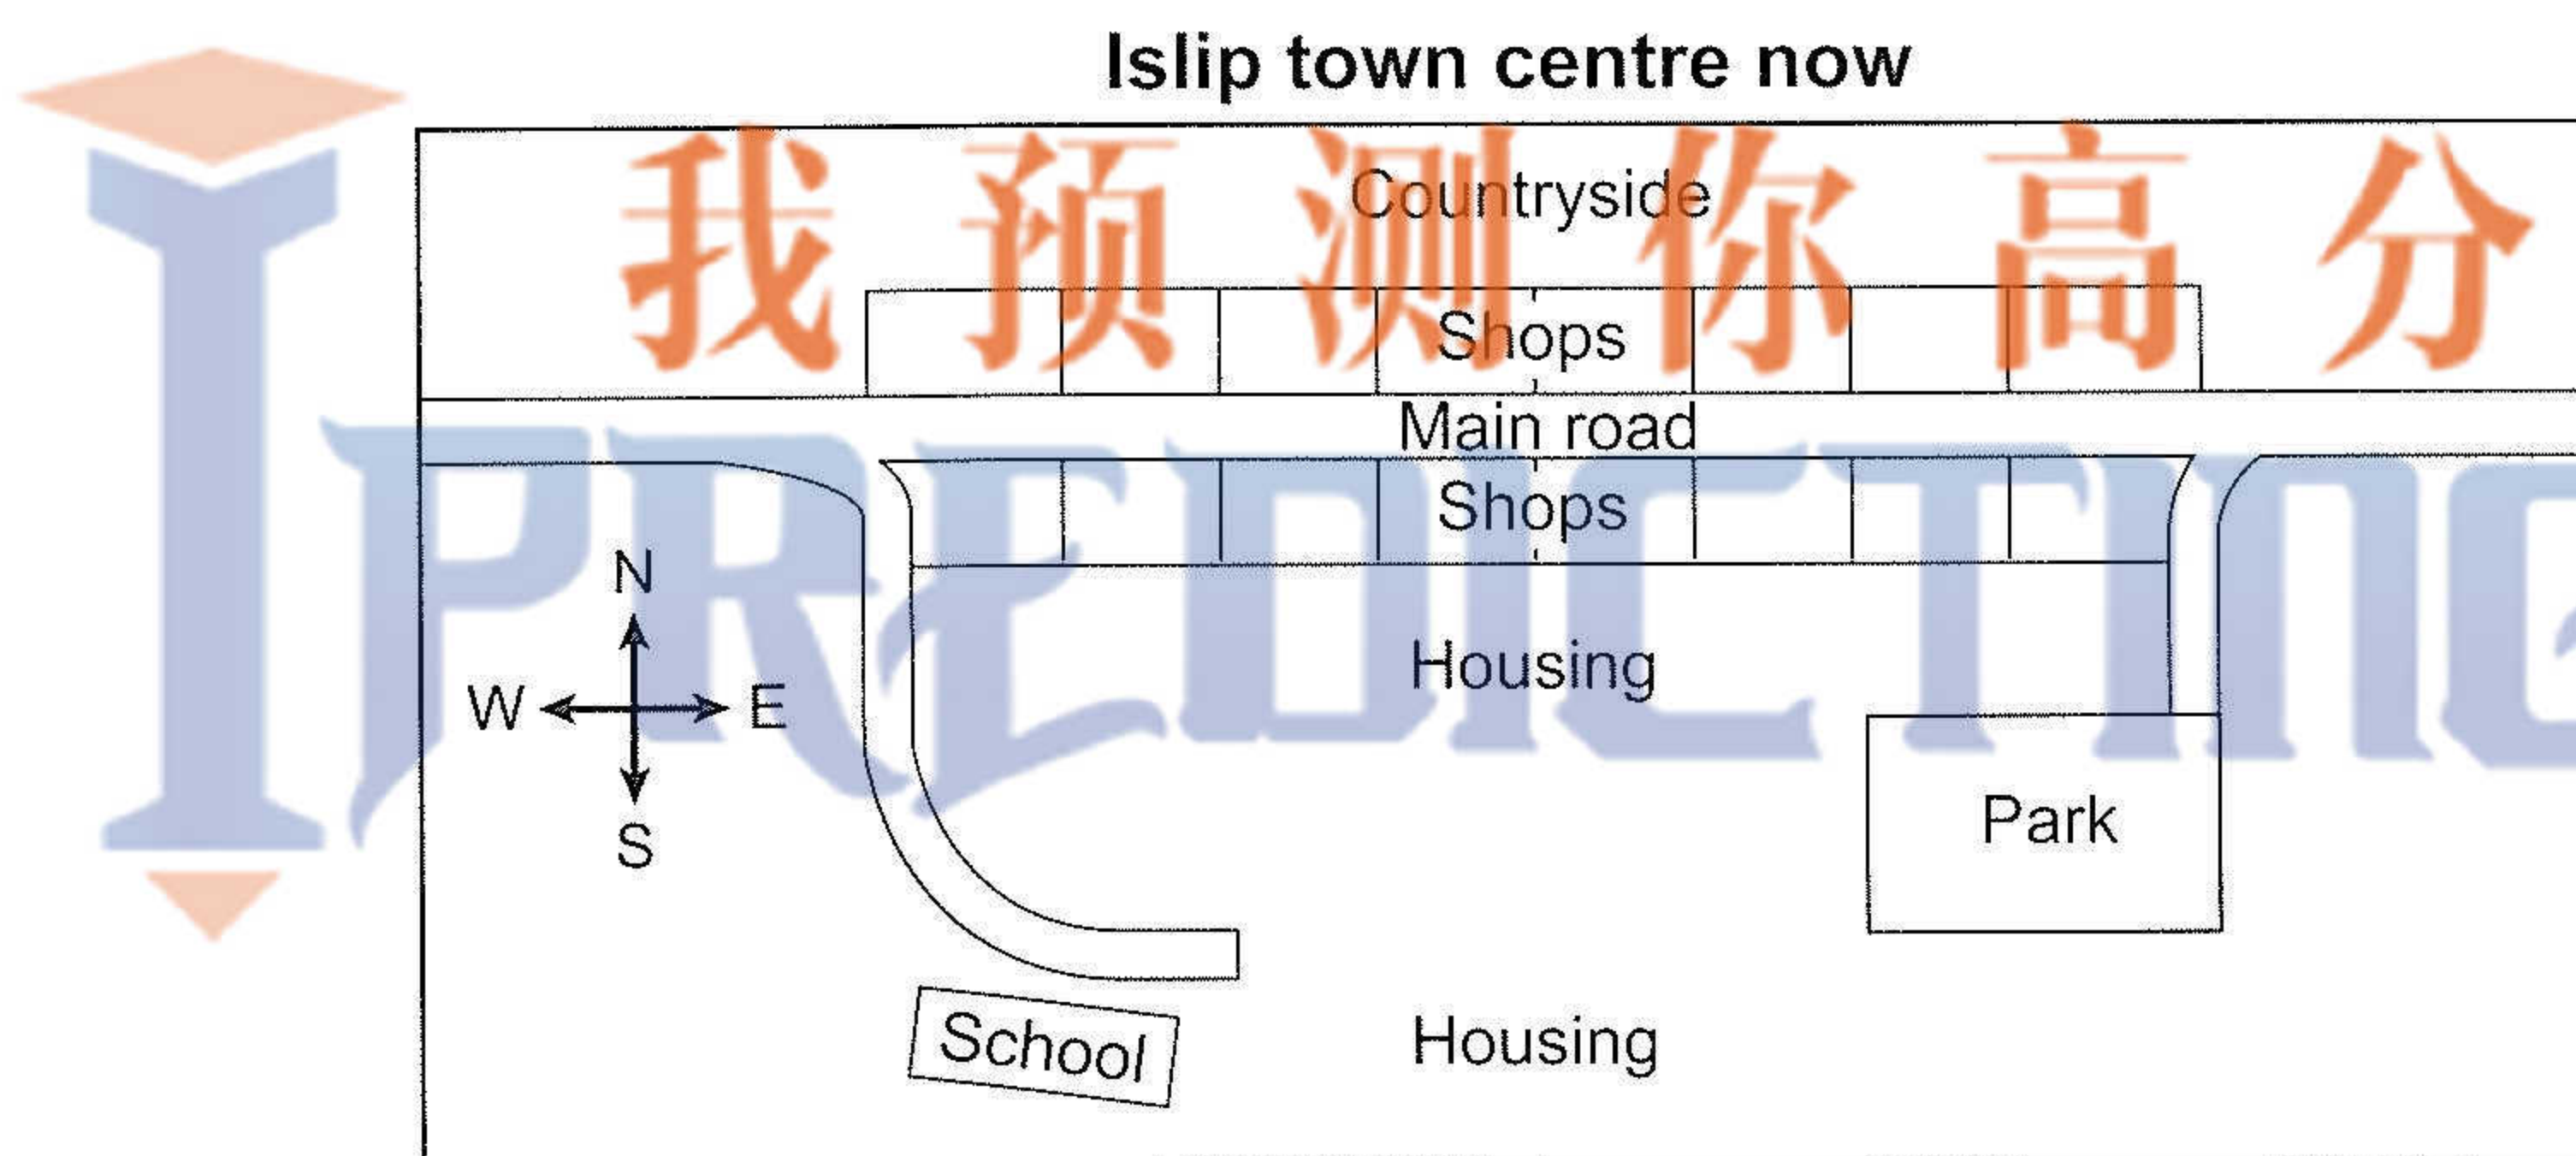 Islip town centre now
我预测你高分
Countryside
Shops
Main road
IPREDICTING
Shops
N
Housing
W E
Park
S
School
Housing